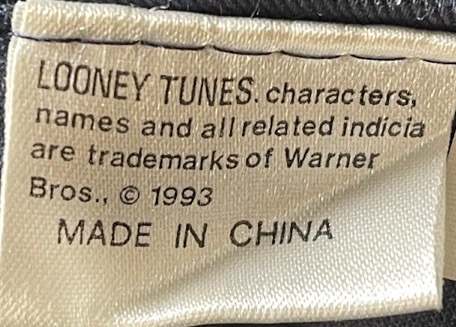 LOONEY TUNES. characters,
names and all related indicia
are trademarks of Warner
Bros., © 1993
MADE IN CHINA